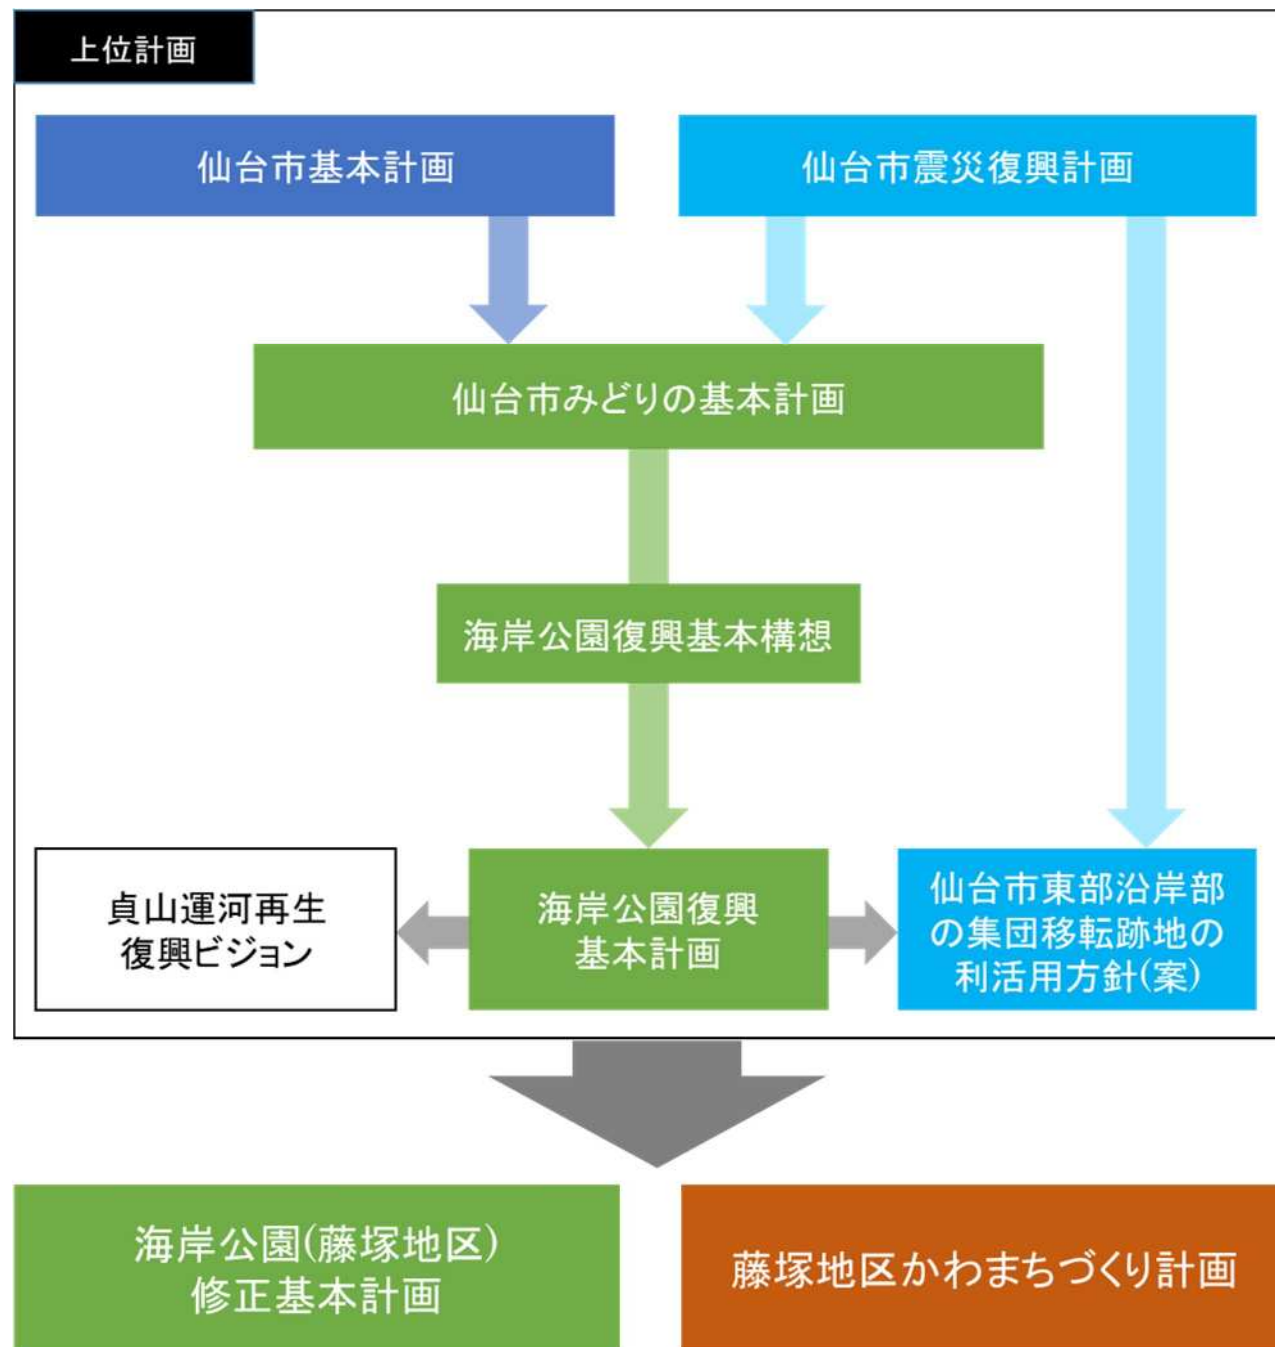 上位計画
仙台市基本計画
仙台市震災復興計画
仙台市みどりの基本計画
海岸公園復興基本構想
貞山運河再生
復興ビジョン
海岸公園復興
基本計画
仙台市東部沿岸部
の集団移転跡地の
利活用方針(案)
海岸公園(藤塚地区)
修正基本計画
藤塚地区かわまちづくり計画